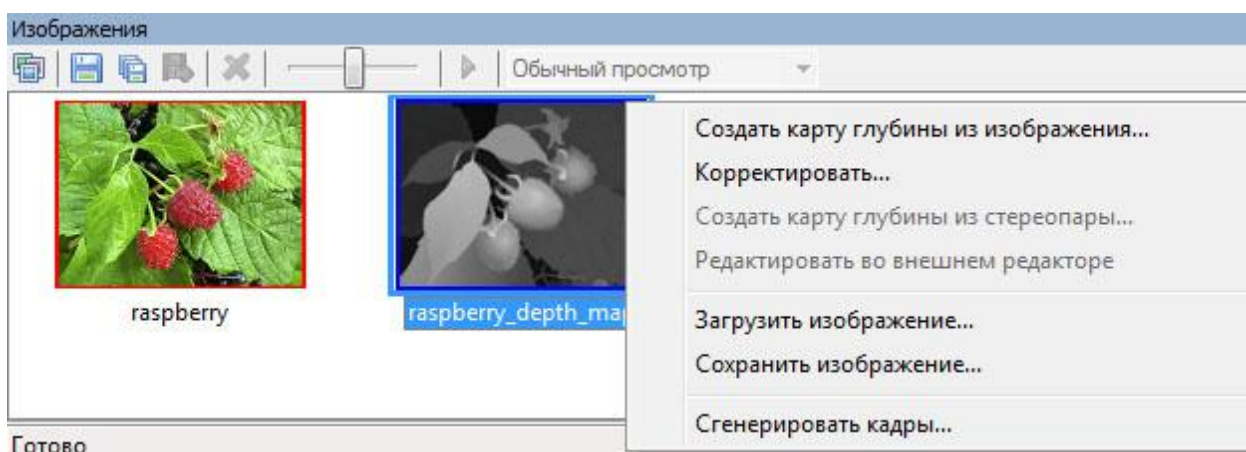 Изображения
Обычный просмотр
Создать карту глубины из изображения...
Корректировать...
Создать карту глубины из стереопары...
Редактировать во внешнем редакторе
Загрузить изображение...
Сохранить изображение...
Сгенерировать кадры...
raspberry
raspberry_depth_map
Готово